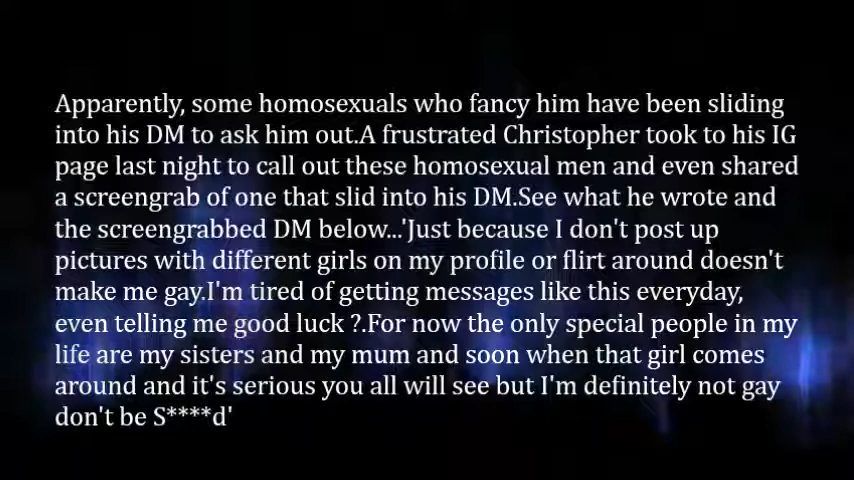 Apparently, some homosexuals who fancy him have been sliding
into his DM to ask him out.A frustrated Christopher took to his IG
page last night to call out these homosexual men and even shared
a screengrab of one that slid into his DM.See what he wrote and
the screengrabbed DM below...'Just because I don't post up
pictures with different girls on my profile or flirt around doesn't
make me gay.I'm tired of getting messages like this everyday,
even telling me good luck ?.For now the only special people in my
life are my sisters and my mum and soon when that girl comes
around and it's serious you all will see but I'm definitely not gay
don't be S****d'